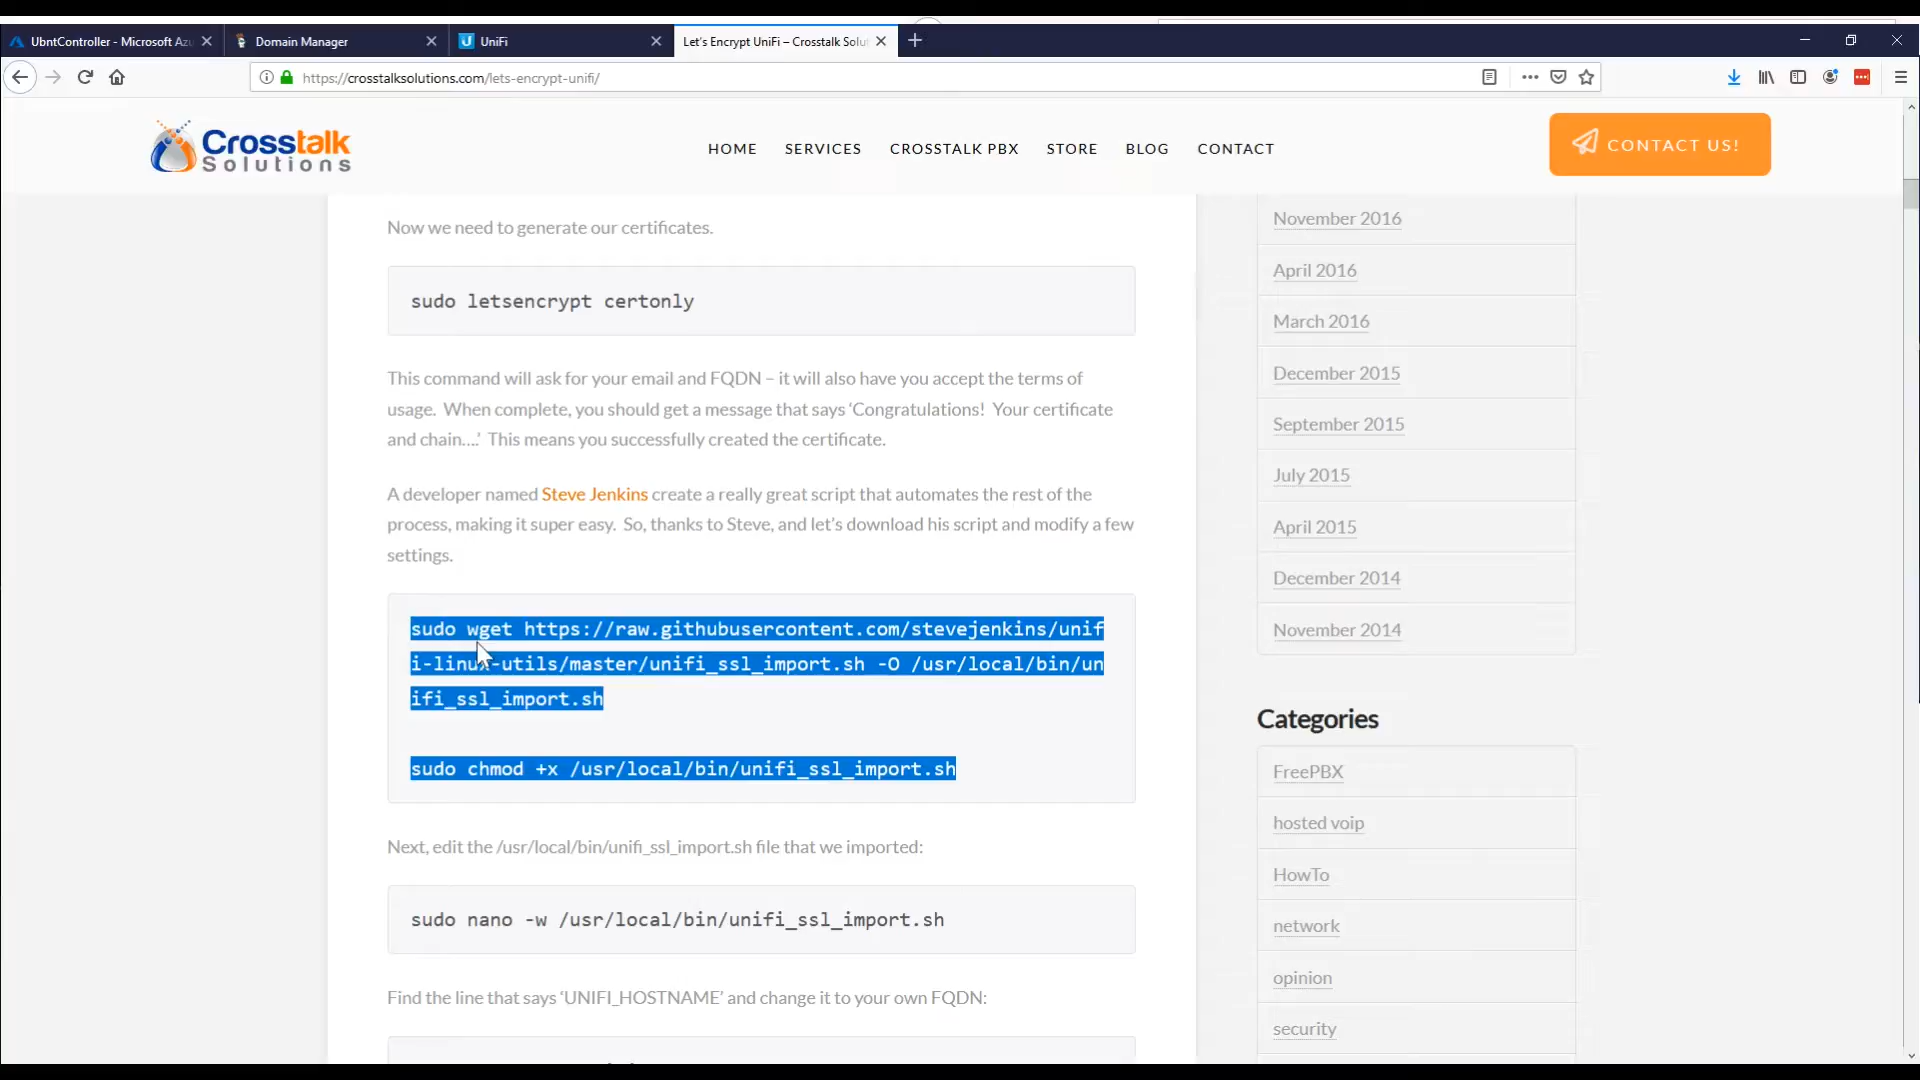 UbntController - Microsoft Azu
Domain Manager
UniFi
Let's Encrypt UniFi – Crosstalk Solut
https://crosstalksolutions.com/lets-encrypt-unifi/
Crosstalk
Solutions
HOME
SERVICES
CROSSTALK PBX
STORE
BLOG
CONTACT
CONTACT US!
Now we need to generate our certificates.
sudo letsencrypt certonly
This command will ask for your email and FQDN – it will also have you accept the terms of
usage.  When complete, you should get a message that says ‘Congratulations!  Your certificate
and chain….’  This means you successfully created the certificate.
A developer named Steve Jenkins create a really great script that automates the rest of the
process, making it super easy.  So, thanks to Steve, and let’s download his script and modify a few
settings.
sudo wget https://raw.githubusercontent.com/stevejenkins/unif
i-linux-utils/master/unifi_ssl_import.sh -O /usr/local/bin/un
ifi_ssl_import.sh
sudo chmod +x /usr/local/bin/unifi_ssl_import.sh
Next, edit the /usr/local/bin/unifi_ssl_import.sh file that we imported:
sudo nano -w /usr/local/bin/unifi_ssl_import.sh
Find the line that says ‘UNIFI_HOSTNAME’ and change it to your own FQDN:
November 2016
April 2016
March 2016
December 2015
September 2015
July 2015
April 2015
December 2014
November 2014
Categories
FreePBX
hosted voip
HowTo
network
opinion
security